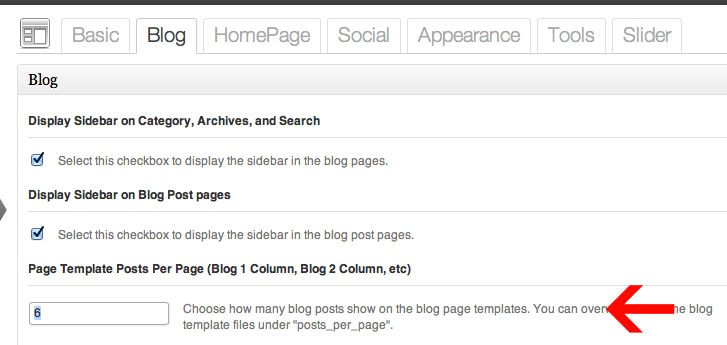 Basic Blog HomePage Social Appearance Tools Slider
Blog
Display Sidebar on Category, Archives, and Search
Select this checkbox to display the sidebar in the blog pages.
Display Sidebar on Blog Post pages
Select this checkbox to display the sidebar in the blog post pages.
Page Template Posts Per Page (Blog 1 Column, Blog 2 Column, etc)
6
Choose how many blog posts show on the blog page templates. You can the blog
template files under "posts_per_page".